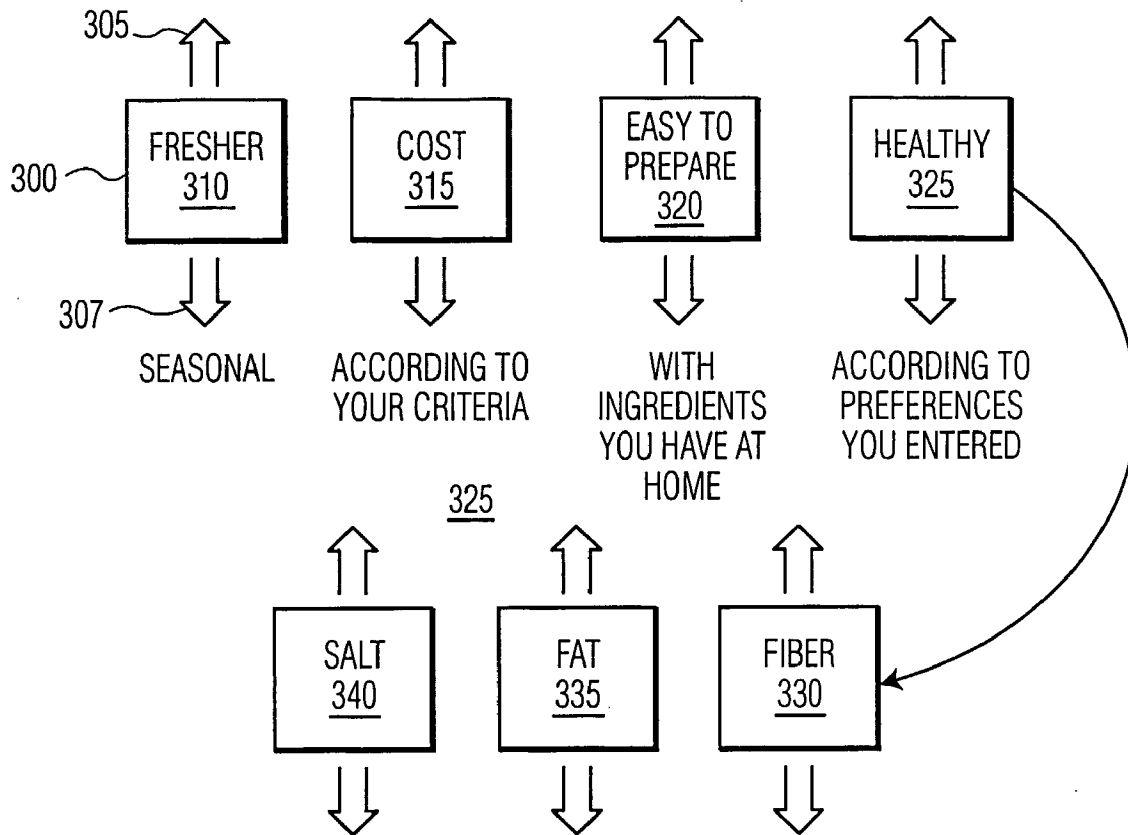 305
300
FRESHER
310
COST
315
EASY TO
PREPARE
320
HEALTHY
325
307
SEASONAL
ACCORDING TO
YOUR CRITERIA
WITH
INGREDIENTS
YOU HAVE AT
HOME
ACCORDING TO
PREFERENCES
YOU ENTERED
325
SALT
340
FAT
335
FIBER
330